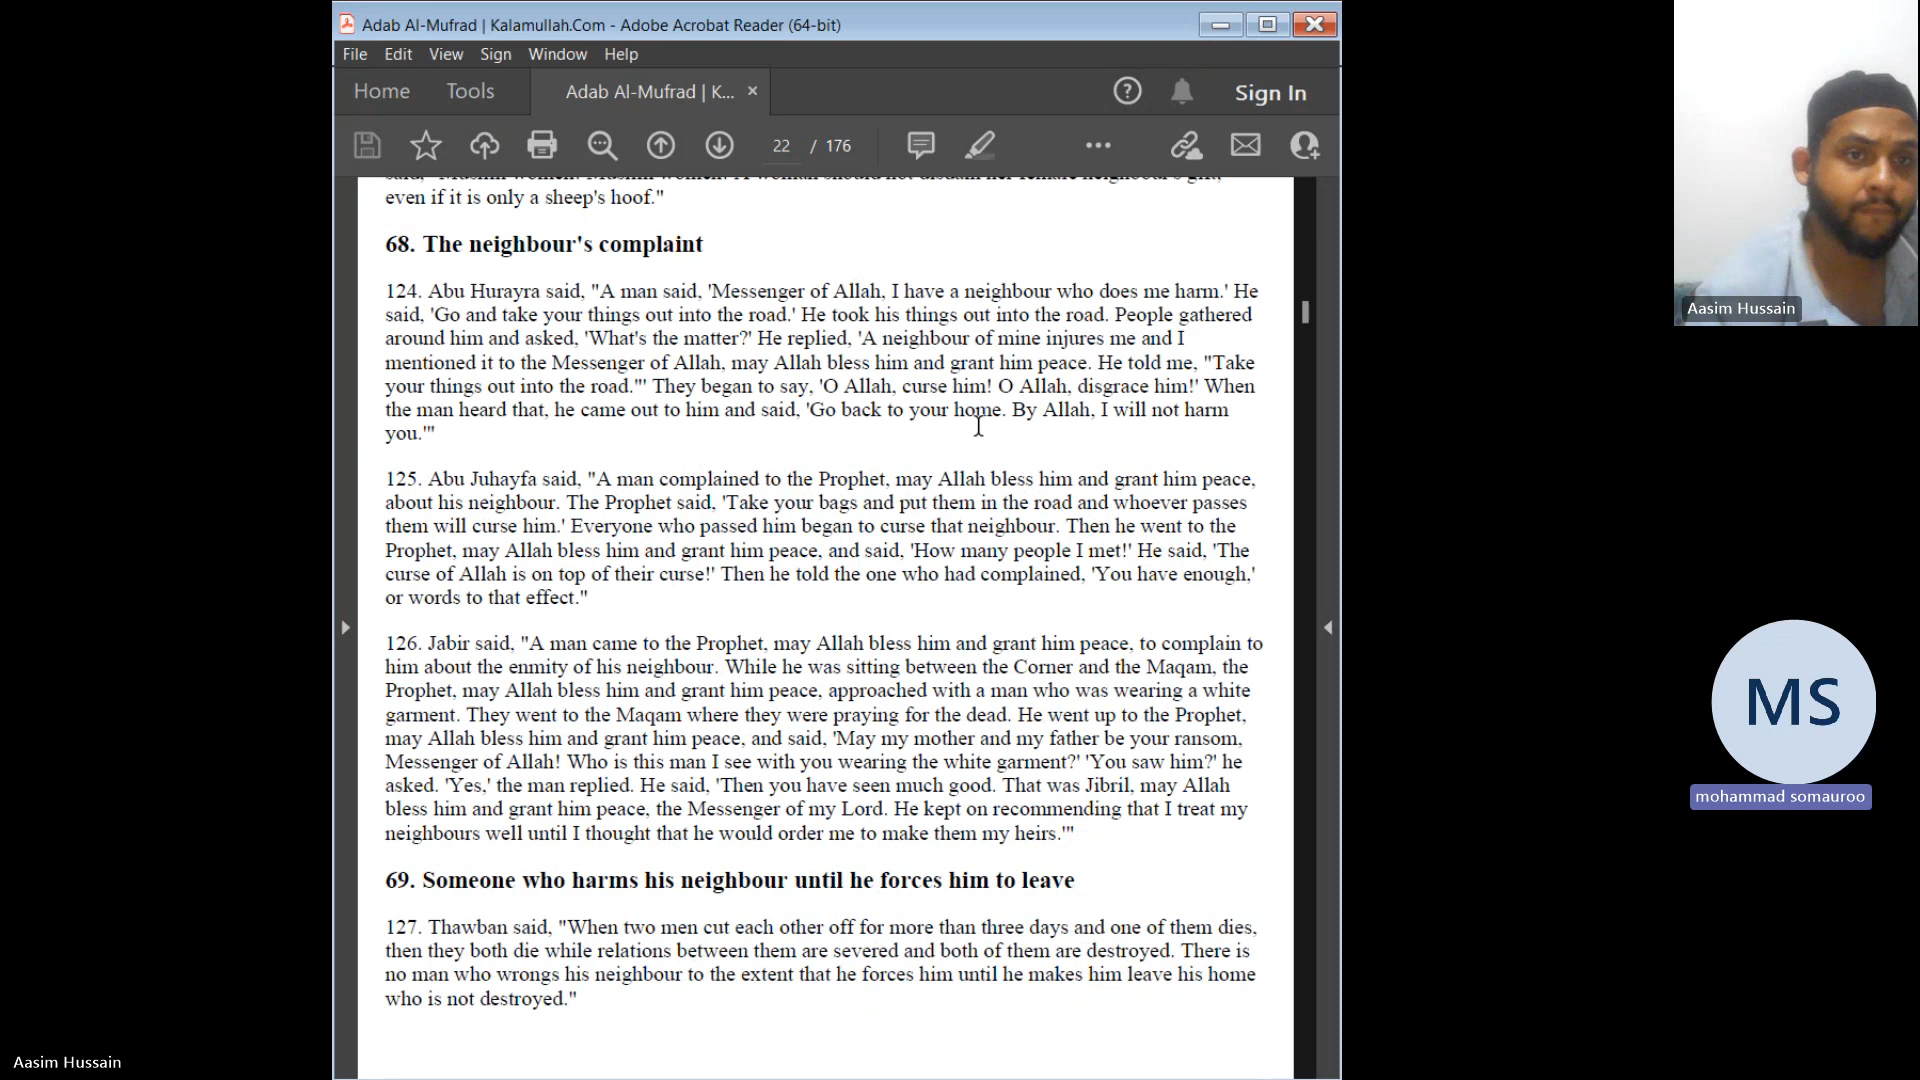 Adab Al-Mufrad | Kalamullah.Com - Adobe Acrobat Reader (64-bit)
File Edit View Sign Window Help
Home Tools Adab Al-Mufrad | K... × Sign In
22 / 176
even if it is only a sheep's hoof."
68. The neighbour's complaint
124. Abu Hurayra said, "A man said, 'Messenger of Allah, I have a neighbour who does me harm.' He
said, 'Go and take your things out into the road.' He took his things out into the road. People gathered
around him and asked, 'What's the matter?' He replied, 'A neighbour of mine injures me and I
mentioned it to the Messenger of Allah, may Allah bless him and grant him peace. He told me, "Take
your things out into the road."' They began to say, 'O Allah, curse him! O Allah, disgrace him!' When
the man heard that, he came out to him and said, 'Go back to your home. By Allah, I will not harm
you.'"
125. Abu Juhayfa said, "A man complained to the Prophet, may Allah bless him and grant him peace,
about his neighbour. The Prophet said, 'Take your bags and put them in the road and whoever passes
them will curse him.' Everyone who passed him began to curse that neighbour. Then he went to the
Prophet, may Allah bless him and grant him peace, and said, 'How many people I met!' He said, 'The
curse of Allah is on top of their curse!' Then he told the one who had complained, 'You have enough,'
or words to that effect."
126. Jabir said, "A man came to the Prophet, may Allah bless him and grant him peace, to complain to
him about the enmity of his neighbour. While he was sitting between the Corner and the Maqam, the
Prophet, may Allah bless him and grant him peace, approached with a man who was wearing a white
garment. They went to the Maqam where they were praying for the dead. He went up to the Prophet,
may Allah bless him and grant him peace, and said, 'May my mother and my father be your ransom,
Messenger of Allah! Who is this man I see with you wearing the white garment?' 'You saw him?' he
asked. 'Yes,' the man replied. He said, 'Then you have seen much good. That was Jibril, may Allah
bless him and grant him peace, the Messenger of my Lord. He kept on recommending that I treat my
neighbours well until I thought that he would order me to make them my heirs.'"
69. Someone who harms his neighbour until he forces him to leave
127. Thawban said, "When two men cut each other off for more than three days and one of them dies,
then they both die while relations between them are severed and both of them are destroyed. There is
no man who wrongs his neighbour to the extent that he forces him until he makes him leave his home
who is not destroyed."
Aasim Hussain
MS
mohammad somauroo
Aasim Hussain